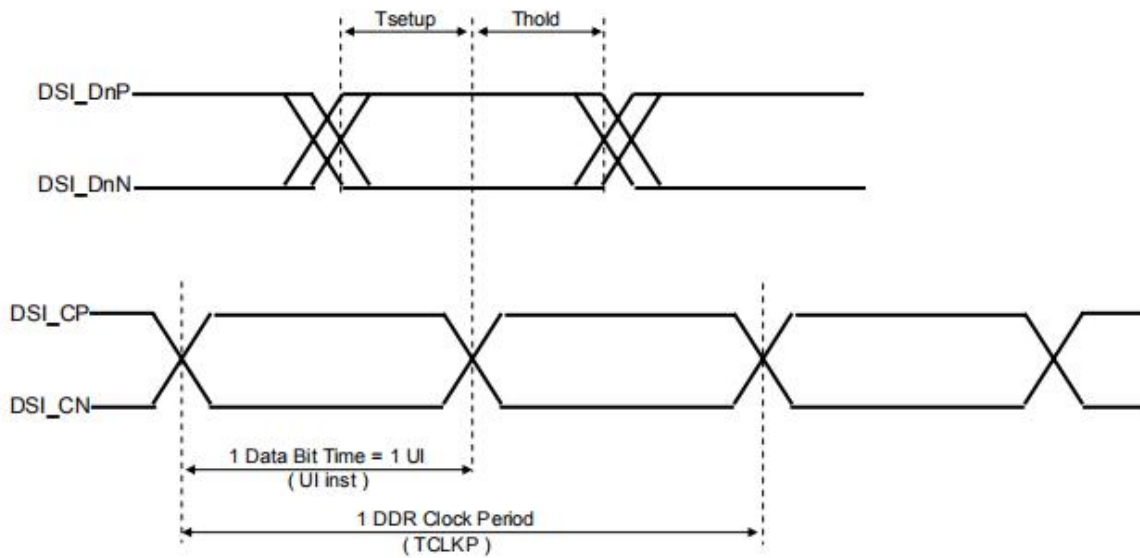 Tsetup
Thold
DSI_DnP
DSI_DnN
DSI_CP
DSI_CN
1 Data Bit Time = 1 UI
( UI inst )
1 DDR Clock Period
( TCLKP )